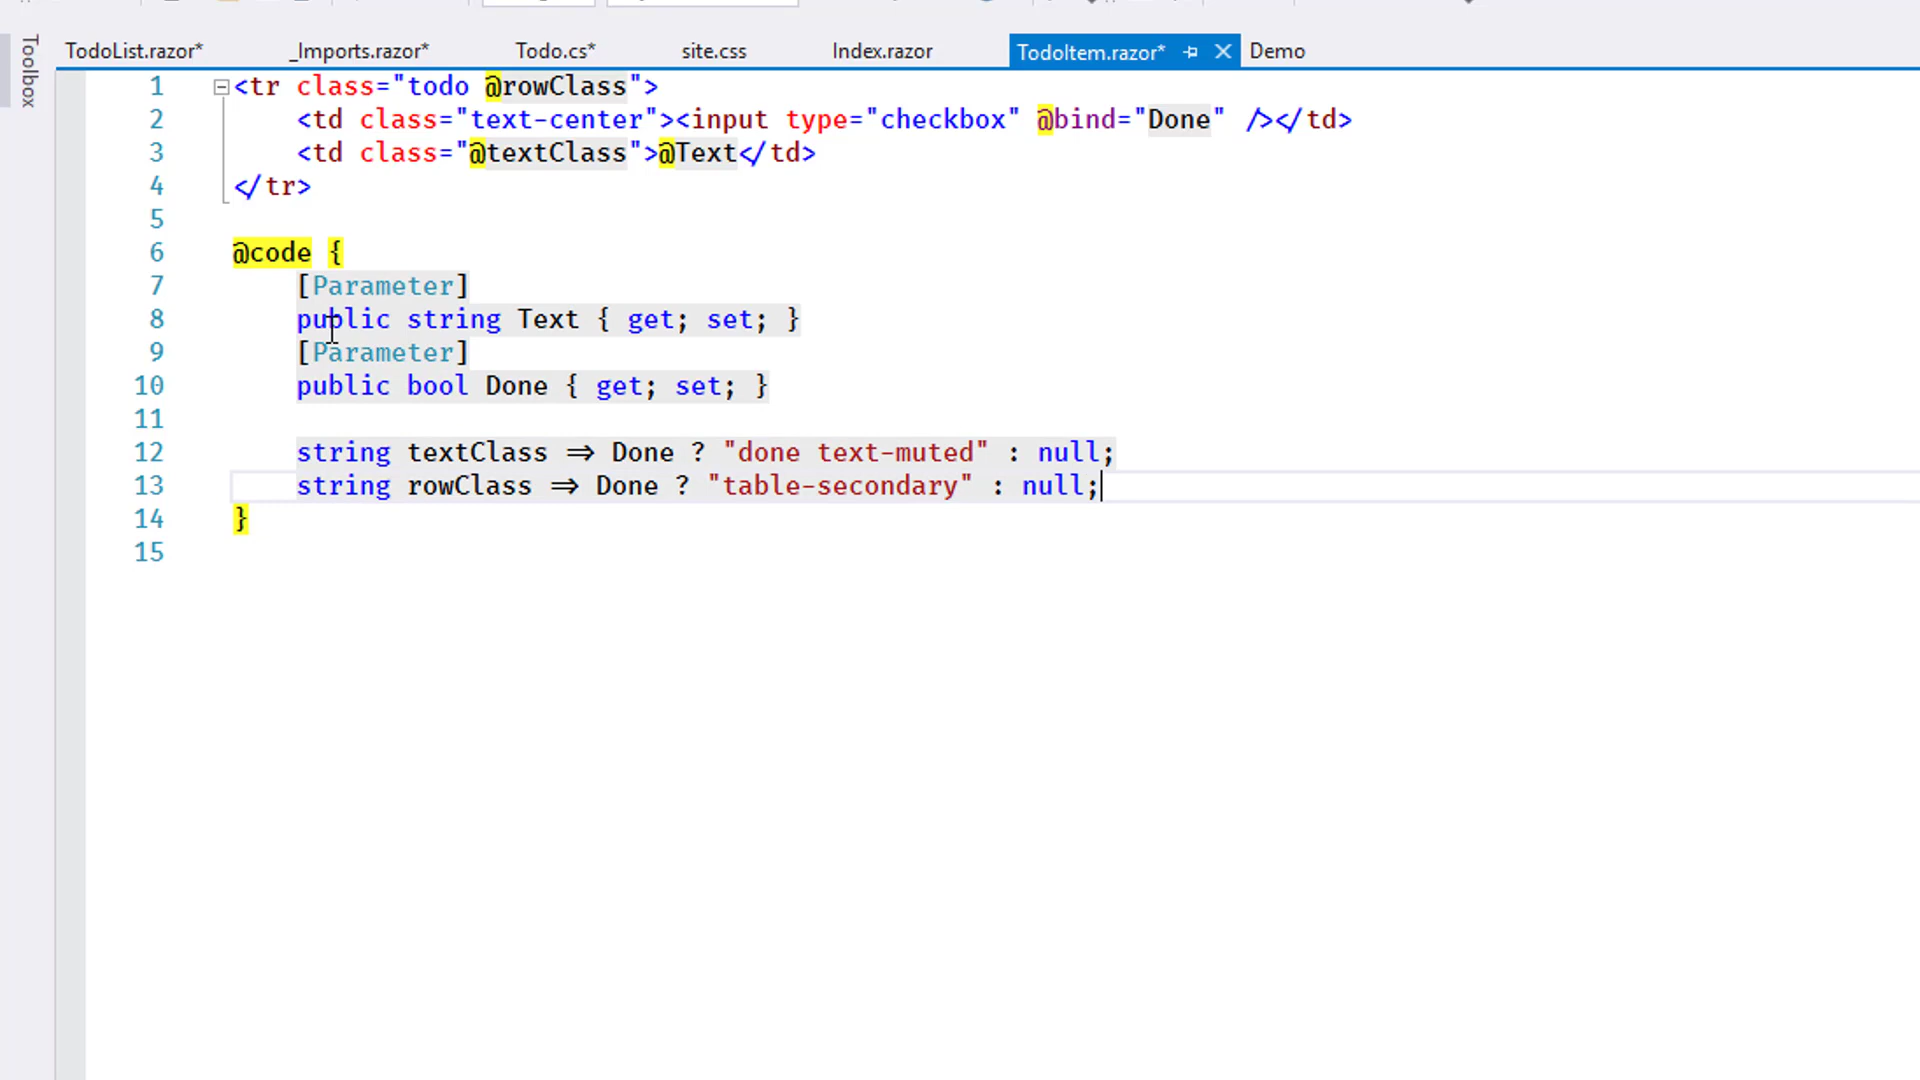 Toolbox
TodoList.razor* _Imports.razor* Todo.cs* site.css Index.razor TodoItem.razor* Demo
1 <tr class="todo @rowClass">
2 <td class="text-center"><input type="checkbox" @bind="Done" /></td>
3 <td class="@textClass">@Text</td>
4 </tr>
5
6 @code {
7 [Parameter]
8 public string Text { get; set; }
9 [Parameter]
10 public bool Done { get; set; }
11
12 string textClass => Done ? "done text-muted" : null;
13 string rowClass => Done ? "table-secondary" : null;
14 }
15